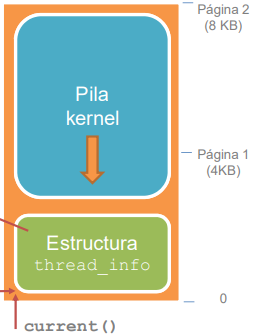 Página 2
(8 KB)
Pila
kernel
Página 1
(4KB)
Estructura
thread_info
0
current()